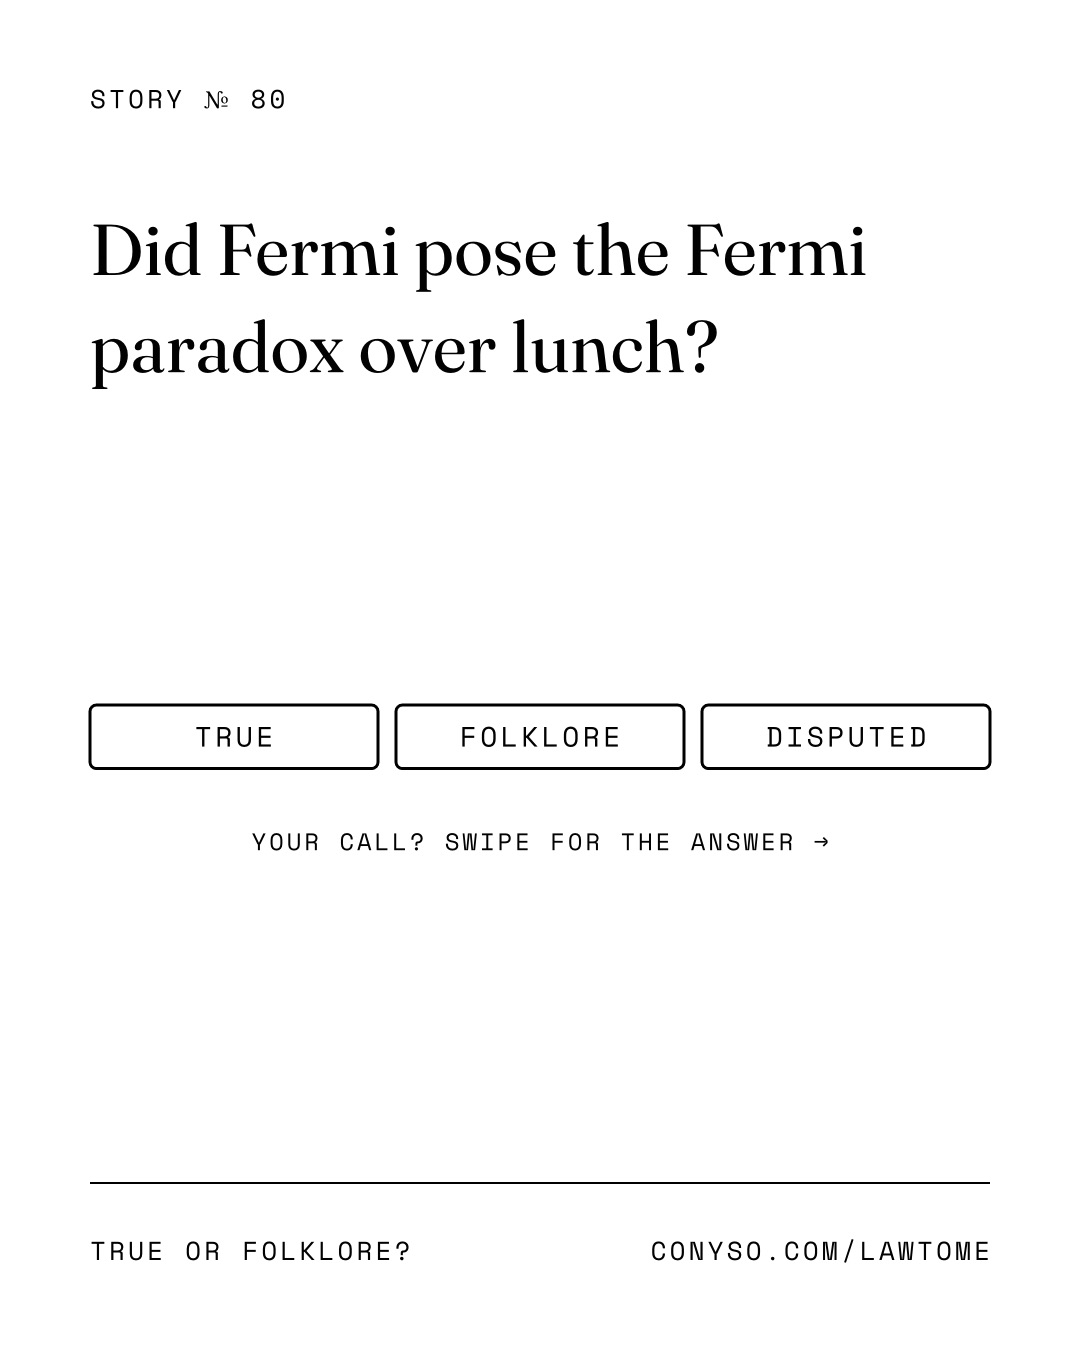 STORY № 80
Did Fermi pose the Fermi
paradox over lunch?
TRUE
FOLKLORE
DISPUTED
YOUR CALL? SWIPE FOR THE ANSWER →
TRUE OR FOLKLORE?
CONYSO.COM/LAWTOME